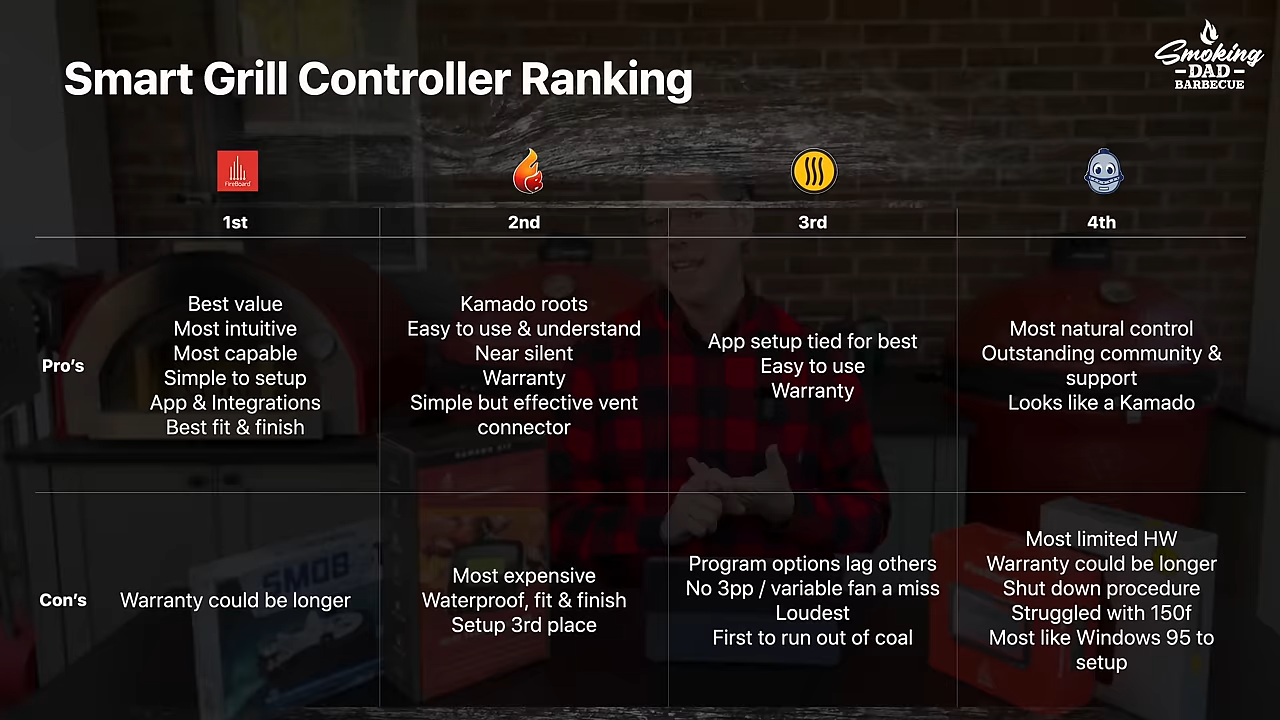 Smoking
DAD
BARBECUE
Smart Grill Controller Ranking
FireBoard
1st
2nd
3rd
4th
Pro's
Best value
Most intuitive
Most capable
Simple to setup
App & Integrations
Best fit & finish
Kamado roots
Easy to use & understand
Near silent
Warranty
Simple but effective vent
connector
App setup tied for best
Easy to use
Warranty
Most natural control
Outstanding community &
support
Looks like a Kamado
Con's
Warranty could be longer
Most expensive
Waterproof, fit & finish
Setup 3rd place
Program options lag others
No 3pp / variable fan a miss
Loudest
First to run out of coal
Most limited HW
Warranty could be longer
Shut down procedure
Struggled with 150f
Most like Windows 95 to
setup
SMOB